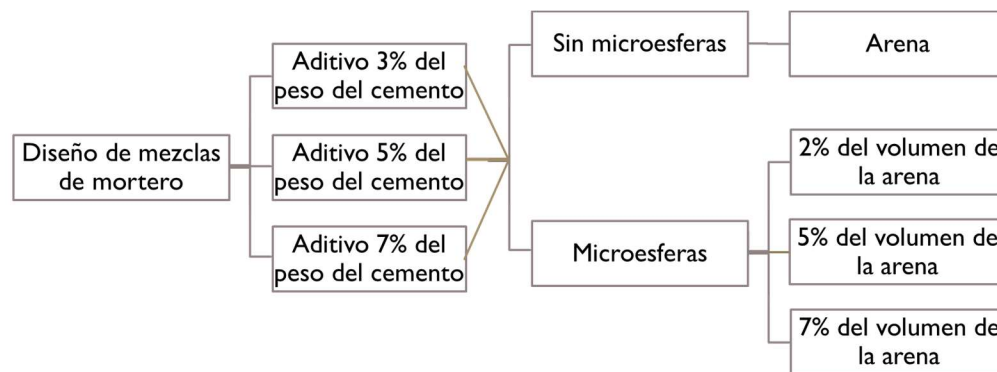 Diseño de mezclas
de mortero
Aditivo 3% del
peso del cemento
Aditivo 5% del
peso del cemento
Aditivo 7% del
peso del cemento
Sin microesferas
Arena
Microesferas
2% del volumen de
la arena
5% del volumen de
la arena
7% del volumen de
la arena